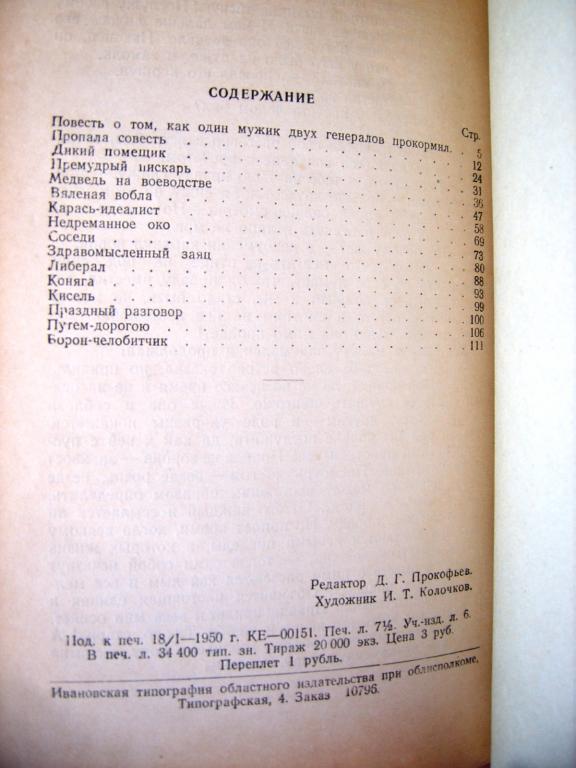 СОДЕРЖАНИЕ
Стр.
Повесть о том, как один мужик двух генералов прокормил. 5
Пропала совесть 12
Дикий помещик 24
Премудрый пискарь 31
Медведь на воеводстве 36
Вяленая вобла 47
Карась-идеалист 58
Недреманное око 69
Соседи 73
Здравомысленный заяц 80
Либерал 88
Коняга 93
Кисель 99
Праздный разговор 100
Путем-дорогою 106
Ворон-челобитчик 111
Редактор Д. Г. Прокофьев.
Художник И. Т. Колочков.
Под. к печ. 18/I—1950 г. КЕ—00151. Печ. л. 7½. Уч.-изд. л. 6.
В печ. л. 34 400 тип. зн. Тираж 20 000 экз. Цена 3 руб.
Переплет 1 рубль.
Ивановская типография областного издательства при облисполкоме,
Типографская, 4. Заказ 10796.